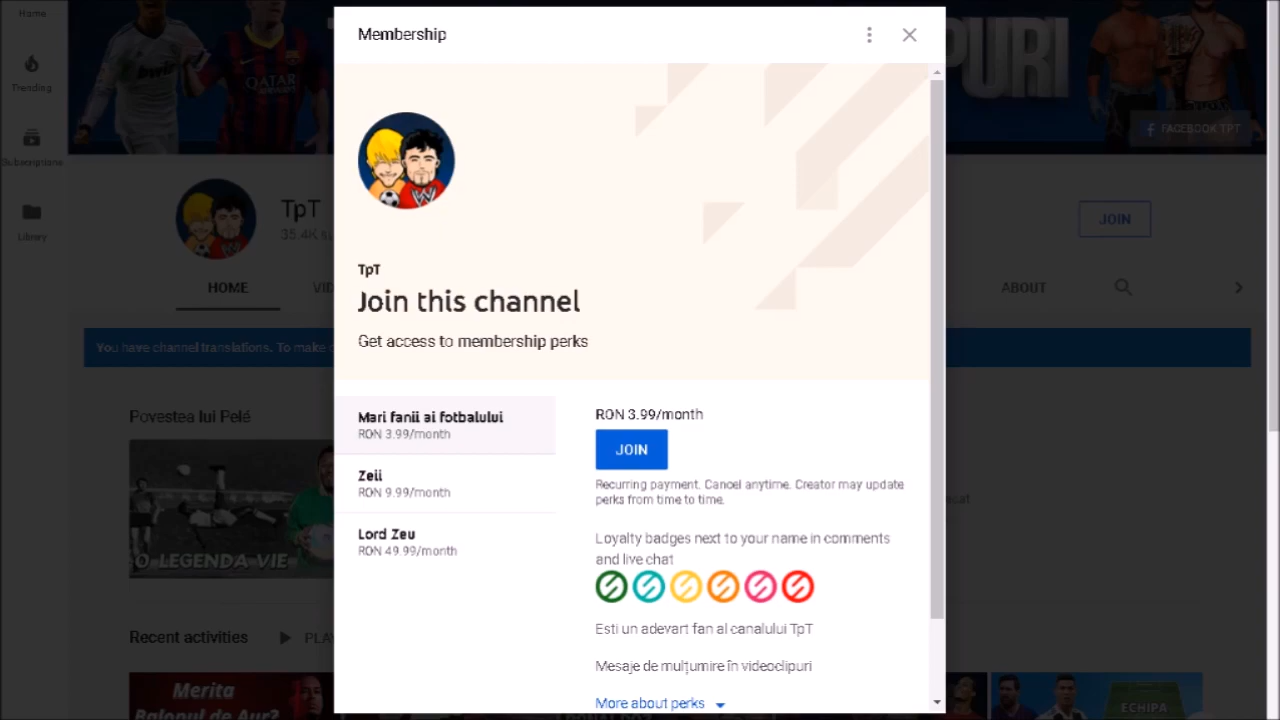 Home
Trending
Subscriptions
Library
PURI
FACEBOOK TPT
QATAR
TpT
JOIN
HOME
ABOUT
You have channel translations. To make
Povestea lui Pelé
O LEGENDA VIE
Recent activities
Merita
Balonul de Aur?
ECHIPA
Membership
TpT
Join this channel
Get access to membership perks
Mari fanii ai fotbalului
RON 3.99/month
Zeii
RON 9.99/month
Lord Zeu
RON 49.99/month
RON 3.99/month
JOIN
Recurring payment. Cancel anytime. Creator may update
perks from time to time.
Loyalty badges next to your name in comments
and live chat
Esti un adevart fan al canalului TpT
Mesaje de mulțumire în videoclipuri
More about perks